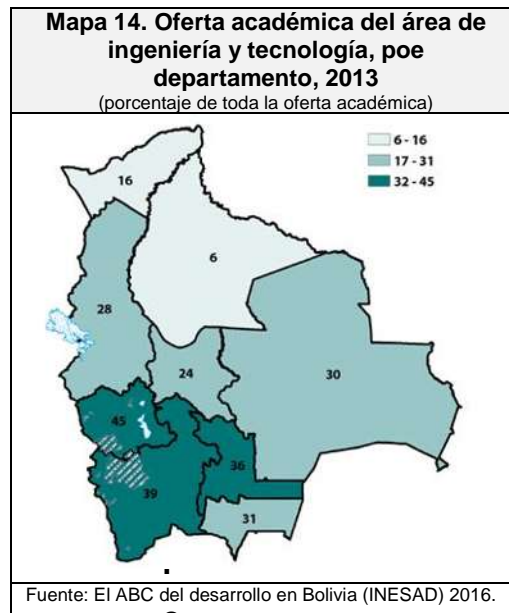 Mapa 14. Oferta académica del área de
ingeniería y tecnología, poe
departamento, 2013
(porcentaje de toda la oferta académica)
6 - 16
17 - 31
32 - 45
16
6
28
24
30
45
36
39
31
Fuente: El ABC del desarrollo en Bolivia (INESAD) 2016.